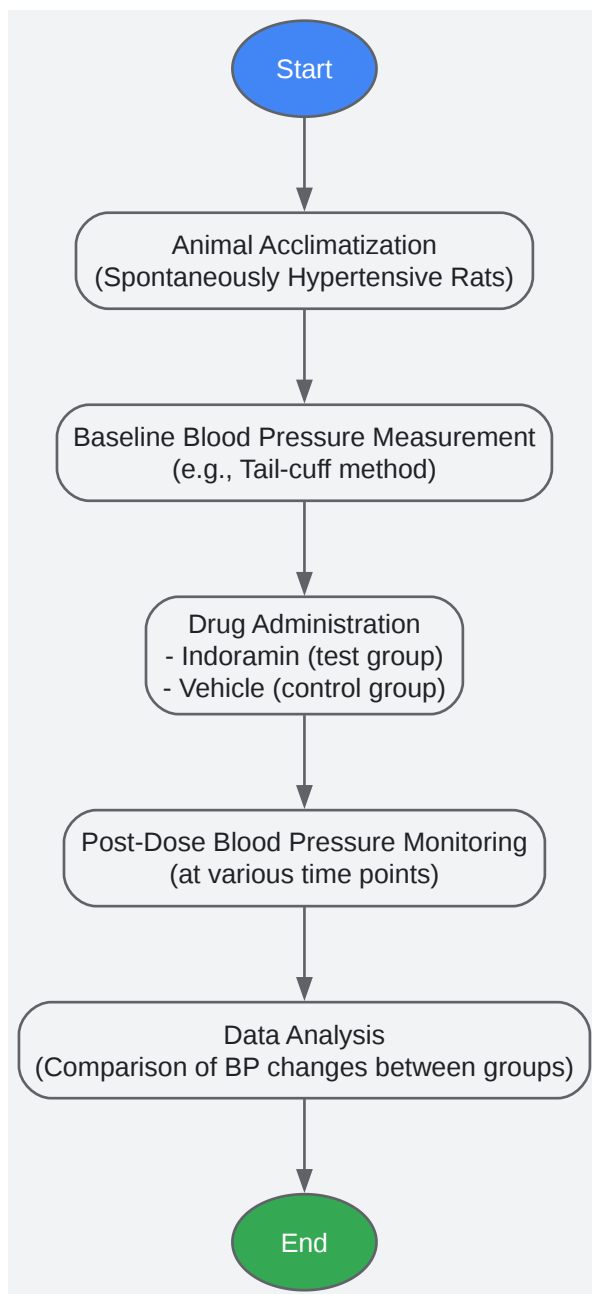 Start
Animal Acclimatization
(Spontaneously Hypertensive Rats)
Baseline Blood Pressure Measurement
(e.g., Tail-cuff method)
Drug Administration
- Indoramin (test group)
- Vehicle (control group)
Post-Dose Blood Pressure Monitoring
(at various time points)
Data Analysis
(Comparison of BP changes between groups)
End